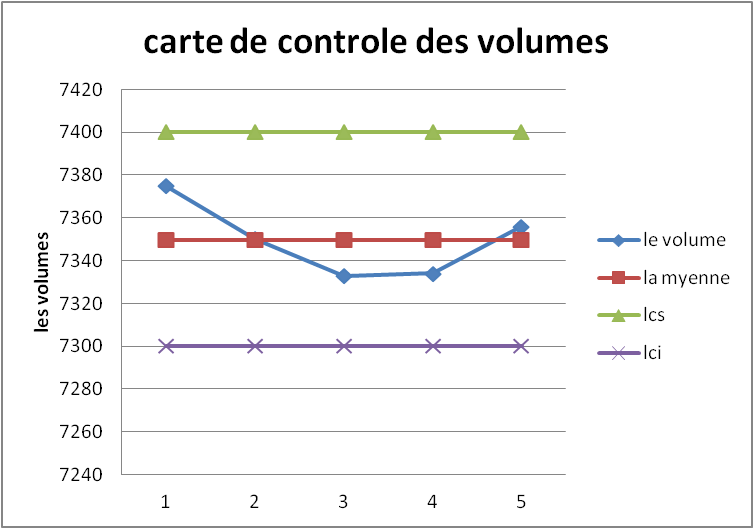 carte de controle des volumes
7420
7400
7380
7360
7340
7320
7300
7280
7260
7240
les volumes
1 2 3 4 5
le volume
la myenne
lcs
lci